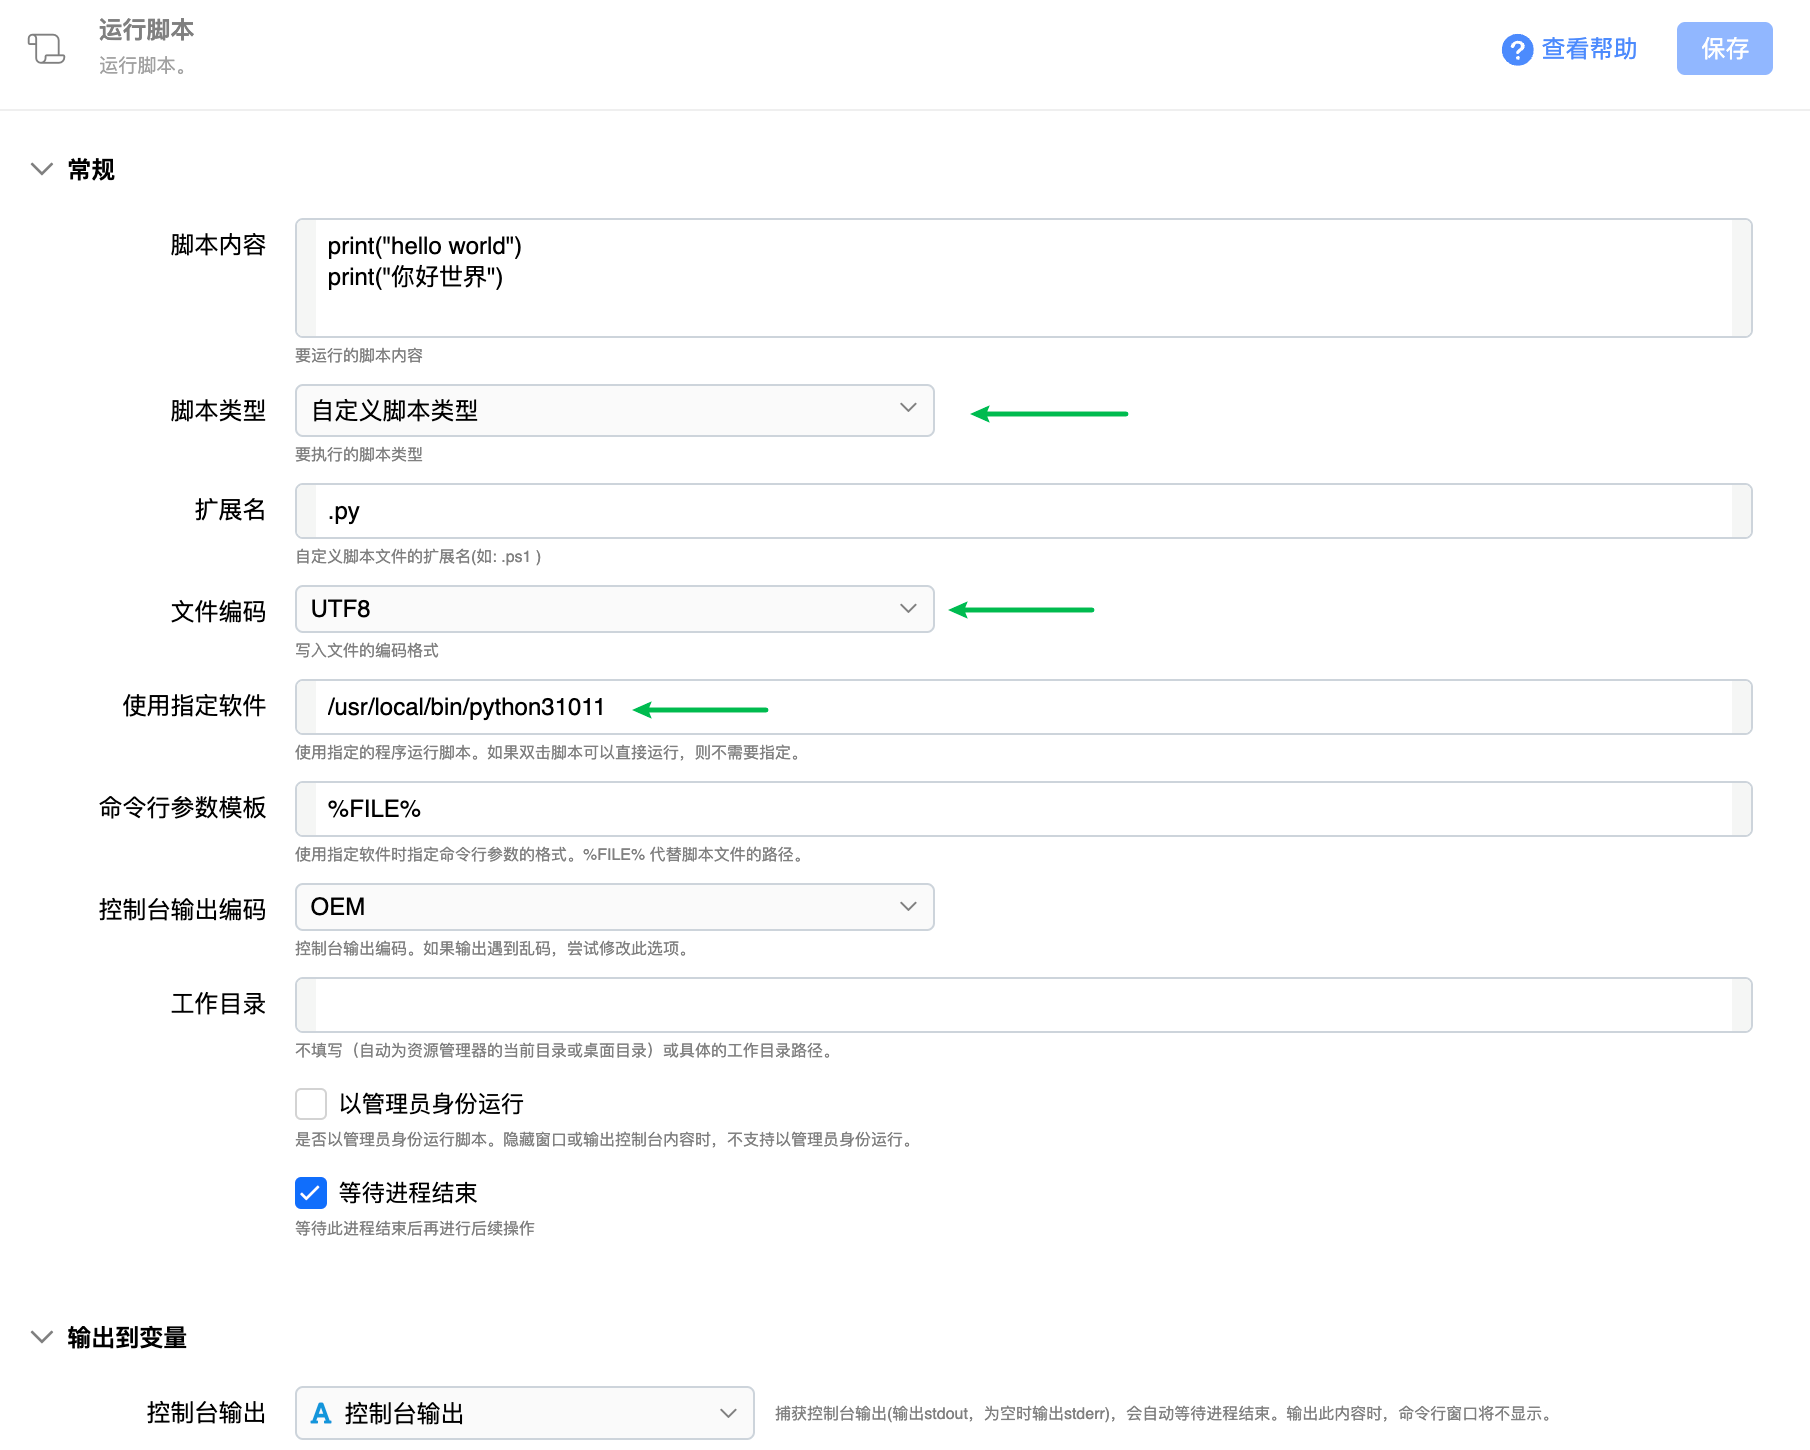 运行脚本
运行脚本。
查看帮助
保存
常规
脚本内容
print("hello world")
print("你好世界")
要运行的脚本内容
脚本类型
自定义脚本类型
要执行的脚本类型
扩展名
.py
自定义脚本文件的扩展名(如: .ps1 )
文件编码
UTF8
写入文件的编码格式
使用指定软件
/usr/local/bin/python31011
使用指定的程序运行脚本。如果双击脚本可以直接运行，则不需要指定。
命令行参数模板
%FILE%
使用指定软件时指定命令行参数的格式。%FILE% 代替脚本文件的路径。
控制台输出编码
OEM
控制台输出编码。如果输出遇到乱码，尝试修改此选项。
工作目录
不填写（自动为资源管理器的当前目录或桌面目录）或具体的工作目录路径。
以管理员身份运行
是否以管理员身份运行脚本。隐藏窗口或输出控制台内容时，不支持以管理员身份运行。
等待进程结束
等待此进程结束后再进行后续操作
输出到变量
控制台输出
A 控制台输出
捕获控制台输出(输出stdout，为空时输出stderr)，会自动等待进程结束。输出此内容时，命令行窗口将不显示。